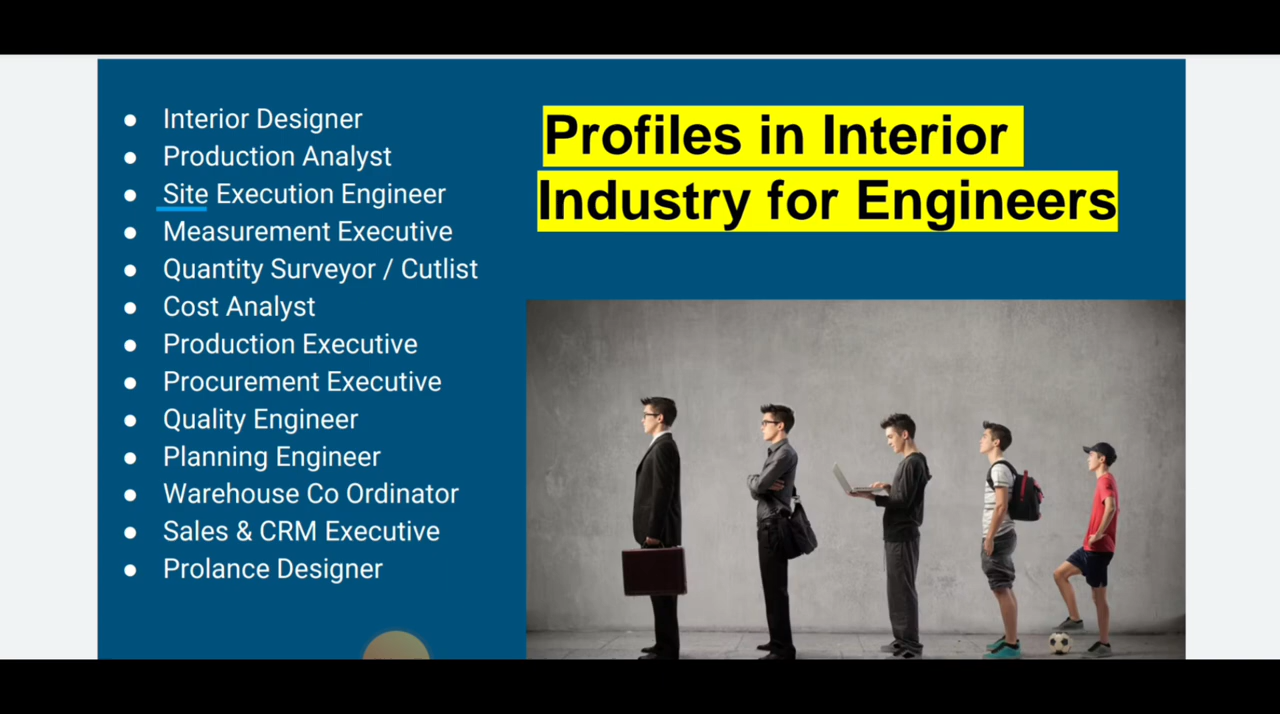 Interior Designer
Production Analyst
Site Execution Engineer
Measurement Executive
Quantity Surveyor / Cutlist
Cost Analyst
Production Executive
Procurement Executive
Quality Engineer
Planning Engineer
Warehouse Co Ordinator
Sales & CRM Executive
Prolance Designer
Profiles in Interior
Industry for Engineers